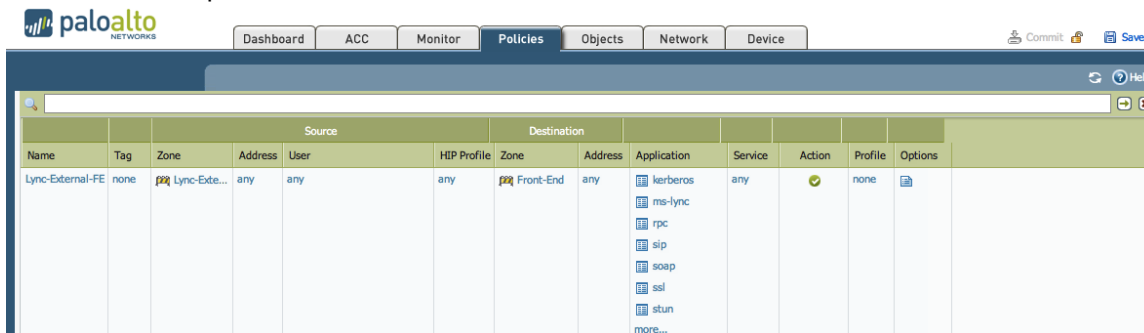 paloalto
NETWORKS
Dashboard ACC Monitor Policies Objects Network Device Commit Save
Hel
Source Destination
Name Tag Zone Address User HIP Profile Zone Address Application Service Action Profile Options
Lync-External-FE none Lync-Exte... any any any Front-End any kerberos any none
ms-lync
rpc
sip
soap
ssl
stun
more...